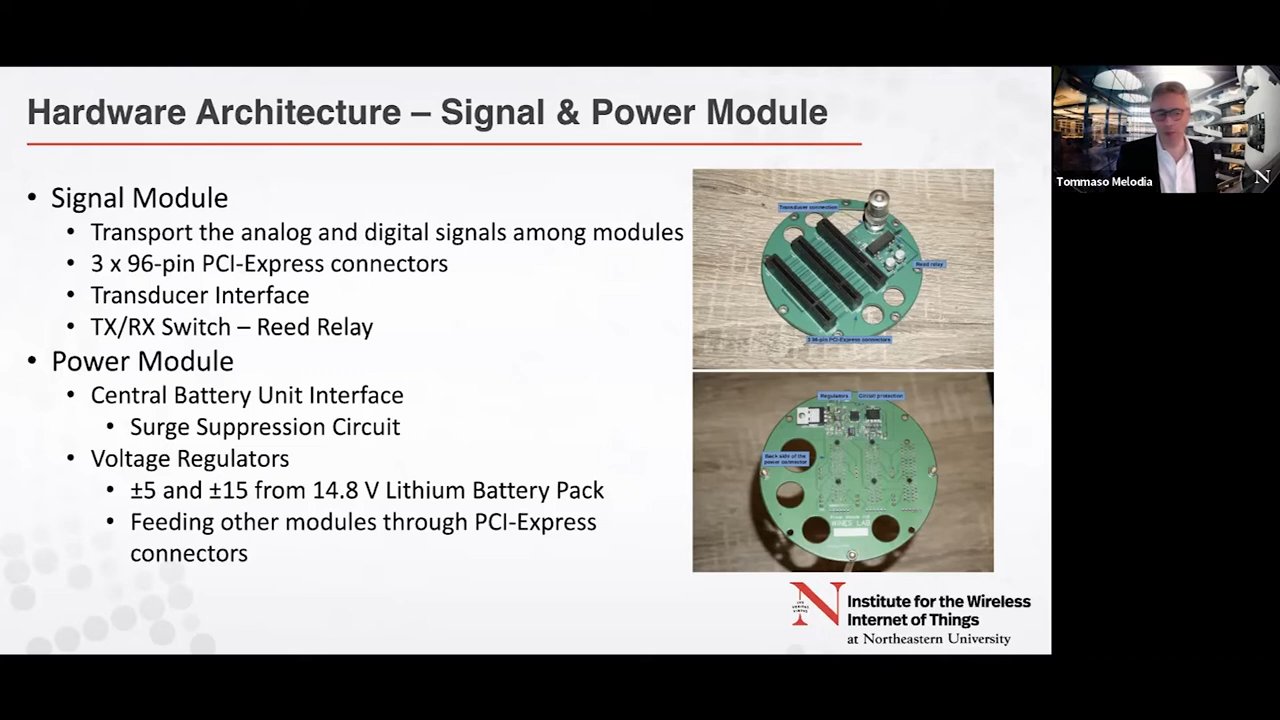 Hardware Architecture – Signal & Power Module
• Signal Module
• Transport the analog and digital signals among modules
• 3 x 96-pin PCI-Express connectors
• Transducer Interface
• TX/RX Switch – Reed Relay
• Power Module
• Central Battery Unit Interface
• Surge Suppression Circuit
• Voltage Regulators
• ±5 and ±15 from 14.8 V Lithium Battery Pack
• Feeding other modules through PCI-Express
connectors
Transducer connection
Reed relay
3 96-pin PCI-Express connectors
Regulators
Circuit protection
Back side of the
power connector
WINES LAB
N
Institute for the Wireless
Internet of Things
at Northeastern University
Tommaso Melodia
N